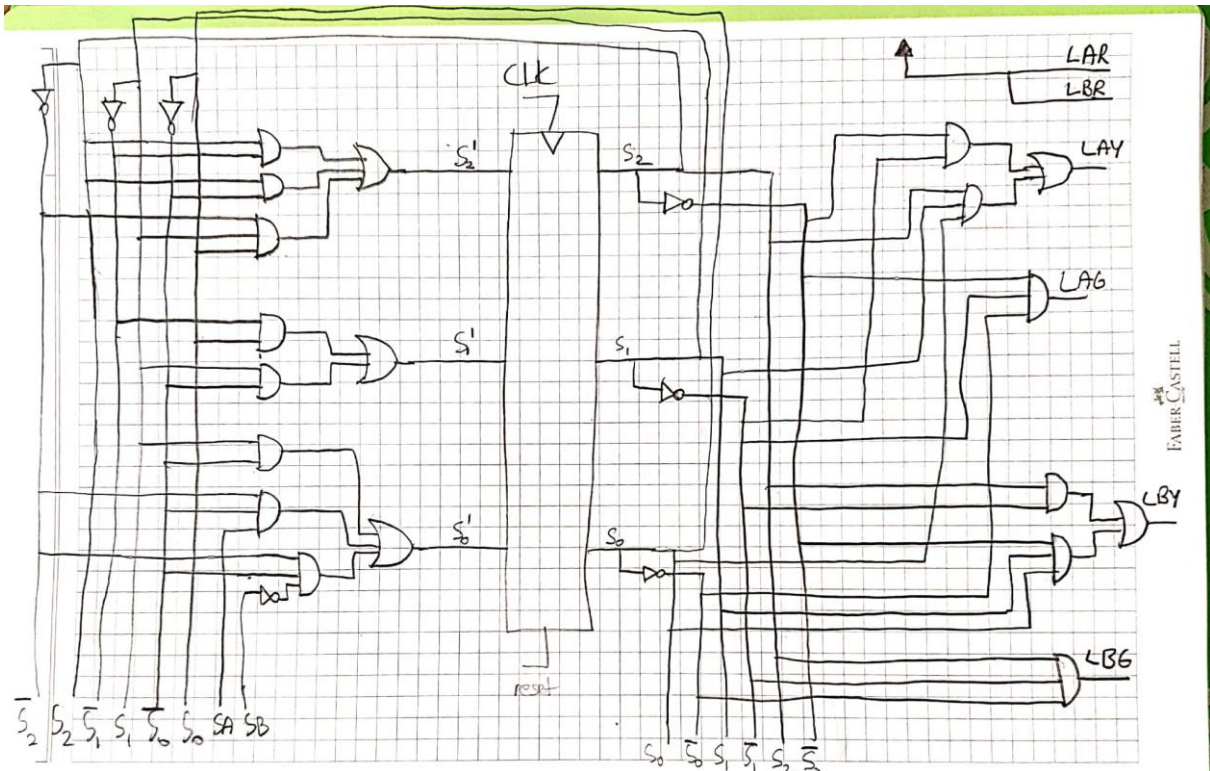 CLK
LAR
LBR
S₂'
S₂
LAY
LAG
S₁'
S₁
FABER CASTELL
LBY
S₀'
S₀
LBG
reset
S̅₂ S₂ S̅₁ S₁ S̅₀ S₀ SA SB
S₀ S̅₀ S₁ S̅₁ S₂ S̅₂